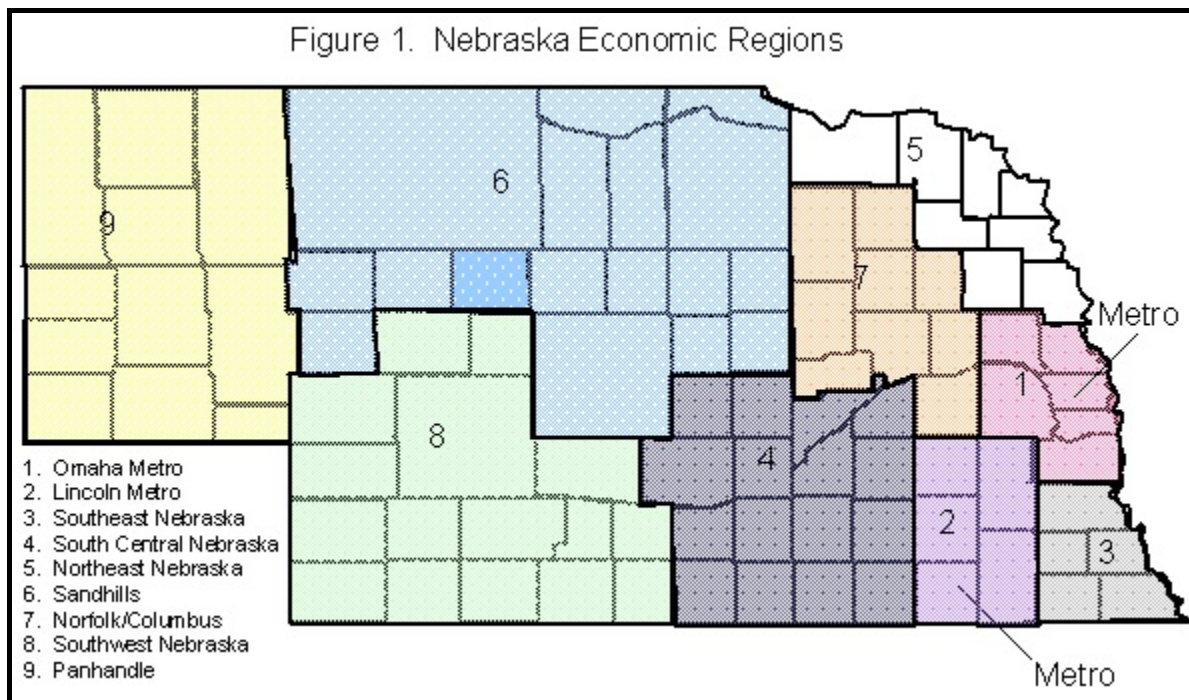 Figure 1. Nebraska Economic Regions
5
6
9
7
Metro
1
8
4
1. Omaha Metro
2. Lincoln Metro
3. Southeast Nebraska
4. South Central Nebraska
5. Northeast Nebraska
6. Sandhills
7. Norfolk/Columbus
8. Southwest Nebraska
9. Panhandle
2
3
Metro